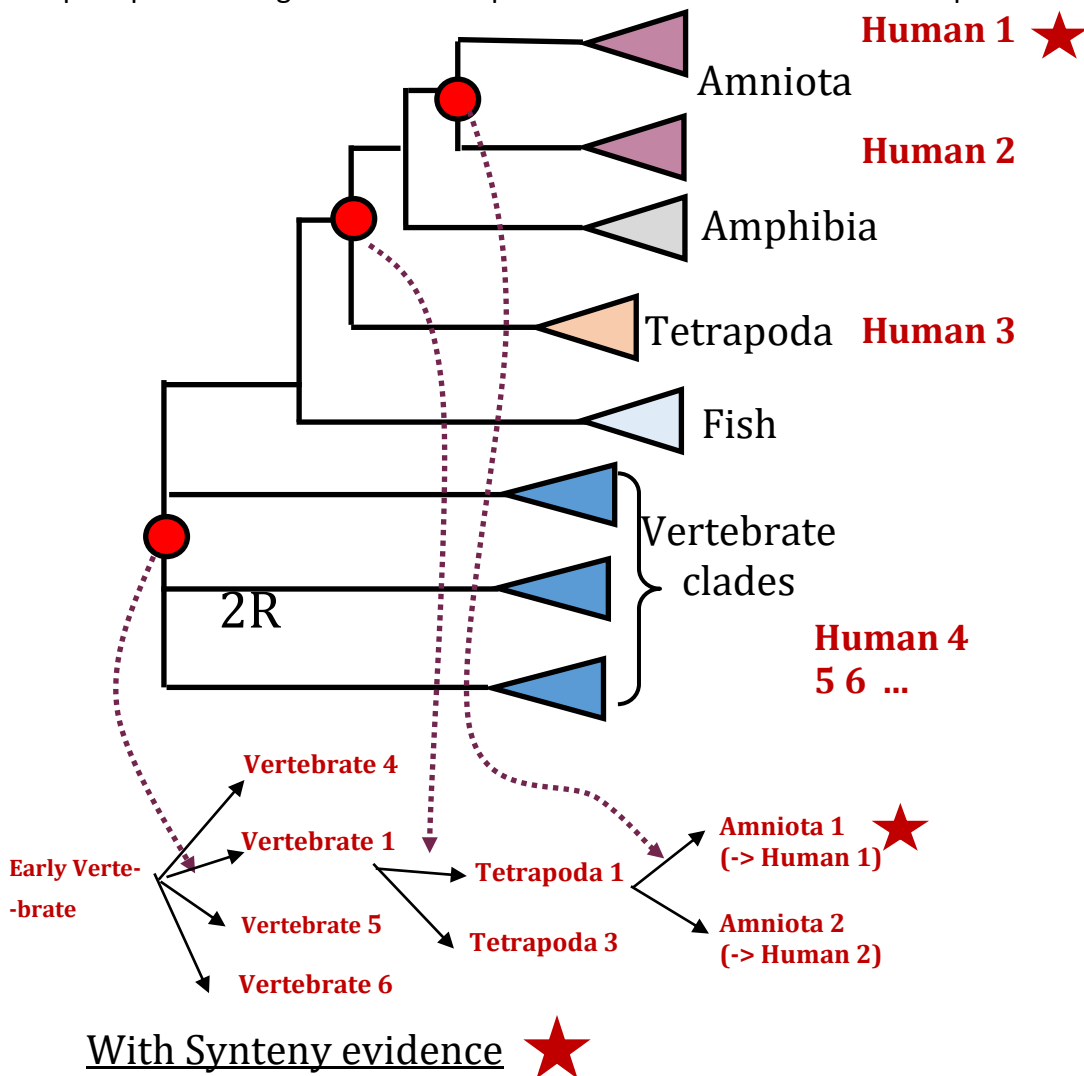 Human 1
Amniota
Human 2
Amphibia
Tetrapoda Human 3
Fish
Vertebrate
clades
2R
Human 4
5 6 ...
Vertebrate 4
Vertebrate 1
Early Verte-
-brate
Tetrapoda 1
Amniota 1
(-> Human 1)
Vertebrate 5
Tetrapoda 3
Amniota 2
(-> Human 2)
Vertebrate 6
With Synteny evidence